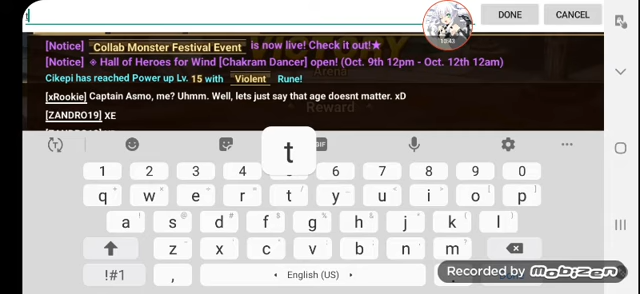 t
DONE CANCEL
10:43
[Notice] Collab Monster Festival Event is now live! Check it out!★
[Notice] ※ Hall of Heroes for Wind [Chakram Dancer] open! (Oct. 9th 12pm - Oct. 12th 12am)
VICTORY
Arena
Cikepi has reached Power up Lv. 15 with Violent Rune!
[xRookie] Captain Asmo, me? Uhmm. Well, lets just say that age doesnt matter. xD
Reward
[ZANDRO19] XE
GIF
t
1 2 3 4 6 7 8 9 0
q w e r t y u i o p
a s d f g h j k l
z x c v b n m
!#1 , English (US) .
Recorded by mobizen